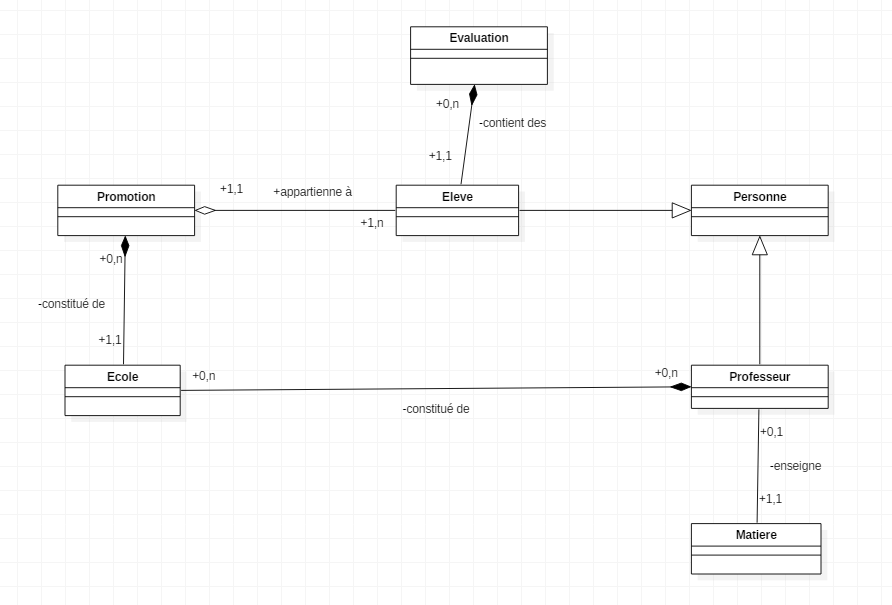 Evaluation
+0,n
-contient des
+1,1
Promotion
+1,1
+appartienne à
Eleve
+1,n
Personne
+0,n
-constitué de
+1,1
Ecole
+0,n
-constitué de
+0,n
Professeur
+0,1
-enseigne
+1,1
Matiere